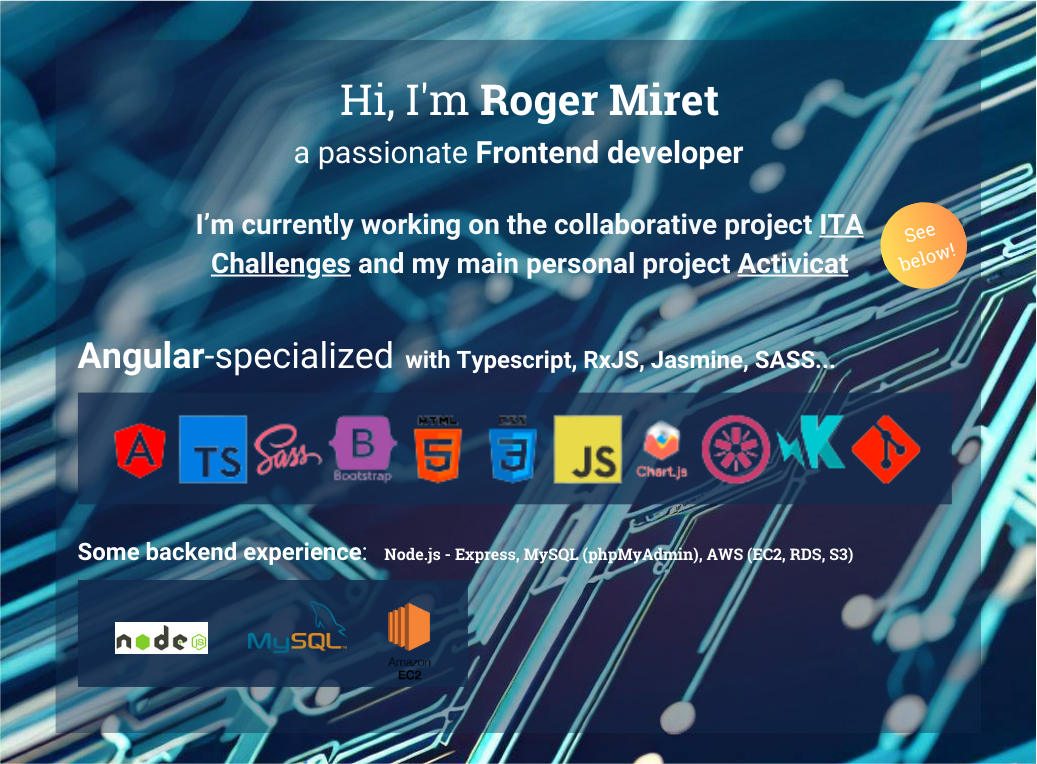 Hi, I'm Roger Miret
a passionate Frontend developer
I’m currently working on the collaborative project ITA
Challenges and my main personal project Activicat
See
below!
Angular-specialized with Typescript, RxJS, Jasmine, SASS...
A TS Sass B Bootstrap HTML 5 CSS 3 JS Chart.js K
Some backend experience: Node.js - Express, MySQL (phpMyAdmin), AWS (EC2, RDS, S3)
node JS MySQL Amazon
EC2